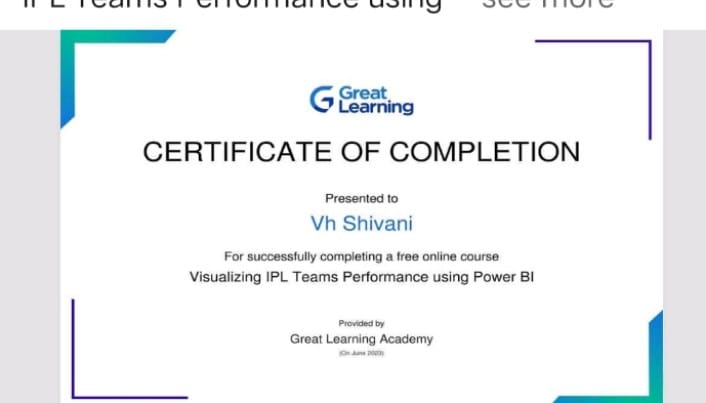 IPL Teams Performance using see more
Great
Learning
CERTIFICATE OF COMPLETION
Presented to
Vh Shivani
For successfully completing a free online course
Visualizing IPL Teams Performance using Power BI
Provided by
Great Learning Academy
(On June 2023)